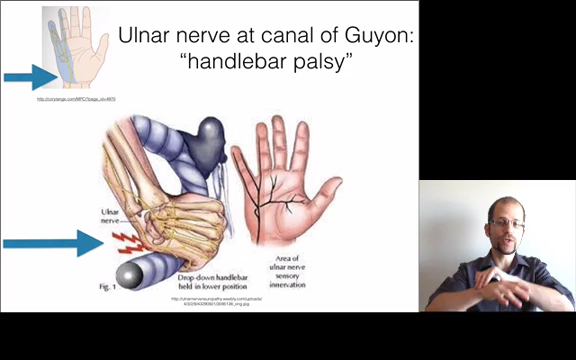 Ulnar nerve at canal of Guyon:
“handlebar palsy”
Ulnar
nerve
Fig. 1
Drop-down handlebar
held in lower position
Area of
ulnar nerve
sensory
innervation